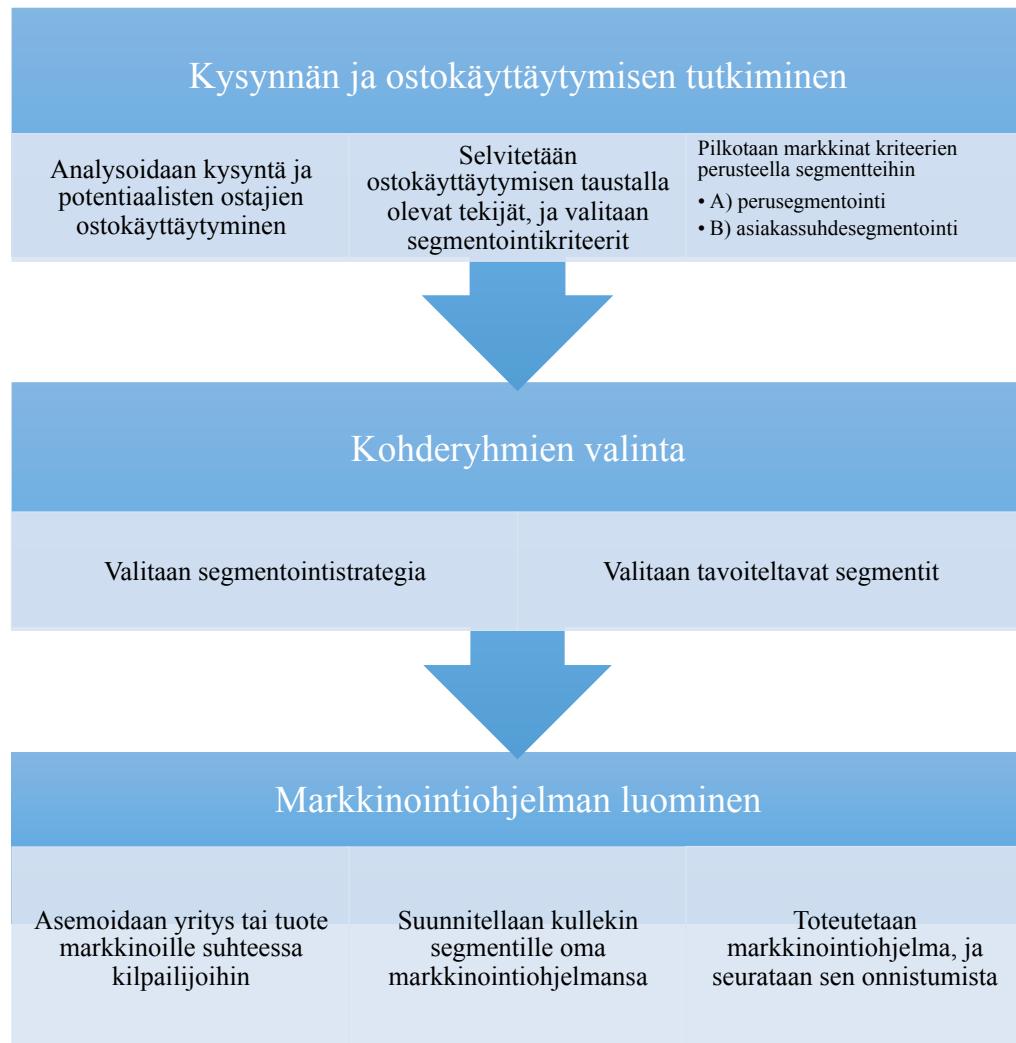 Kysynnän ja ostokäyttäytymisen tutkiminen
Analysoidaan kysyntä ja
potentiaalisten ostajien
ostokäyttäytyminen
Selvitetään
ostokäyttäytymisen taustalla
olevat tekijät, ja valitaan
segmentointikriteerit
Pilkotaan markkinat kriteerien
perusteella segmentteihin
• A) perusegmentointi
• B) asiakassuhdesegmentointi
Kohderyhmien valinta
Valitaan segmentointistrategia
Valitaan tavoiteltavat segmentit
Markkinointiohjelman luominen
Asemoidaan yritys tai tuote
markkinoille suhteessa
kilpailijoihin
Suunnitellaan kullekin
segmentille oma
markkinointiohjelmansa
Toteutetaan
markkinointiohjelma, ja
seurataan sen onnistumista